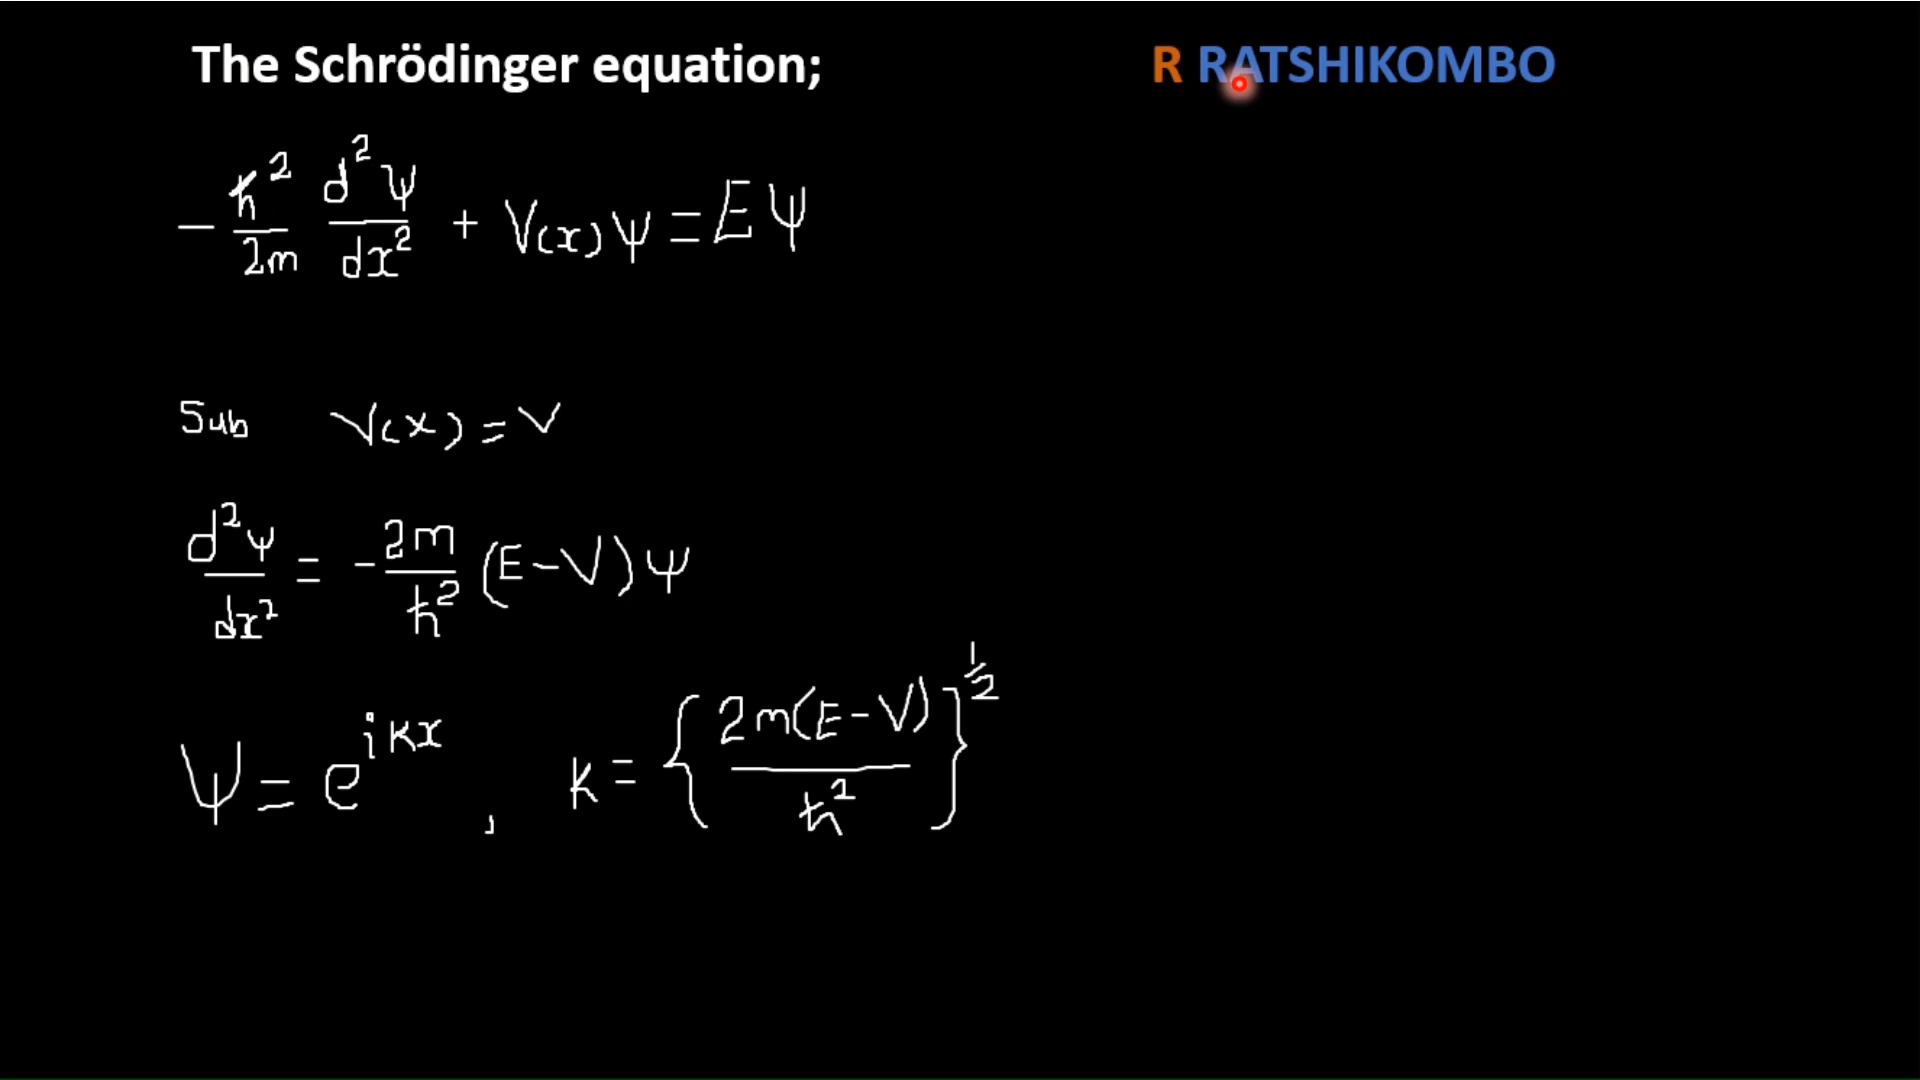 The Schrödinger equation; R RATSHIKOMBO
-ħ²/2m d²ψ/dx² + V(x)ψ = Eψ
Sub V(x) = V
d²ψ/dx² = -2m/ħ² (E-V)ψ
ψ = e^{ikx}, k = {2m(E-V)/ħ²}^{1/2}